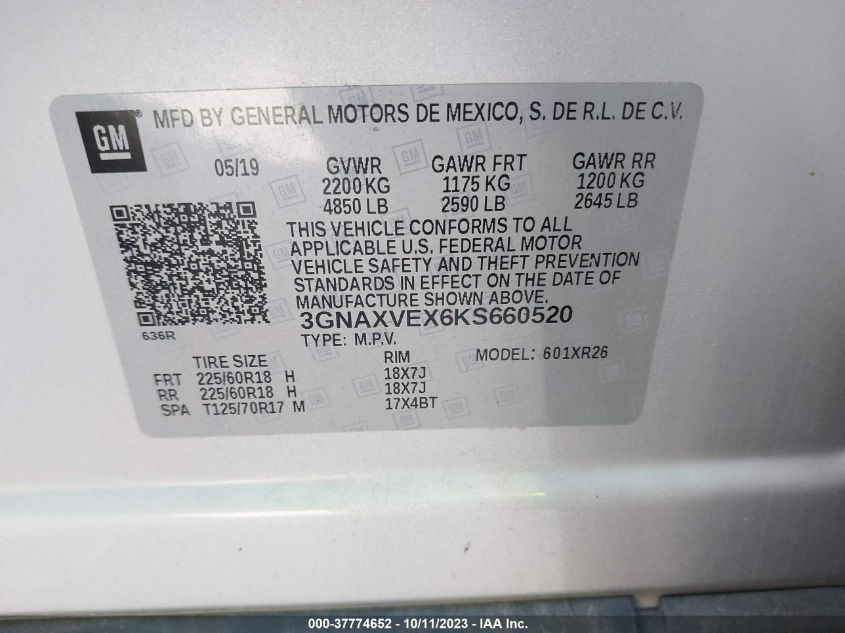 GM
MFD BY GENERAL MOTORS DE MEXICO, S. DE R.L. DE C.V.
05/19 GVWR GAWR FRT GAWR RR
2200 KG 1175 KG 1200 KG
4850 LB 2590 LB 2645 LB
THIS VEHICLE CONFORMS TO ALL
APPLICABLE U.S. FEDERAL MOTOR
VEHICLE SAFETY AND THEFT PREVENTION
STANDARDS IN EFFECT ON THE DATE OF
MANUFACTURE SHOWN ABOVE.
3GNAXVEX6KS660520
636R
TYPE: M.P.V. MODEL: 601XR26
TIRE SIZE RIM
FRT 225/60R18 H 18X7J
RR 225/60R18 H 18X7J
SPA T125/70R17 M 17X4BT
000-37774652 - 10/11/2023 - IAA, Inc.